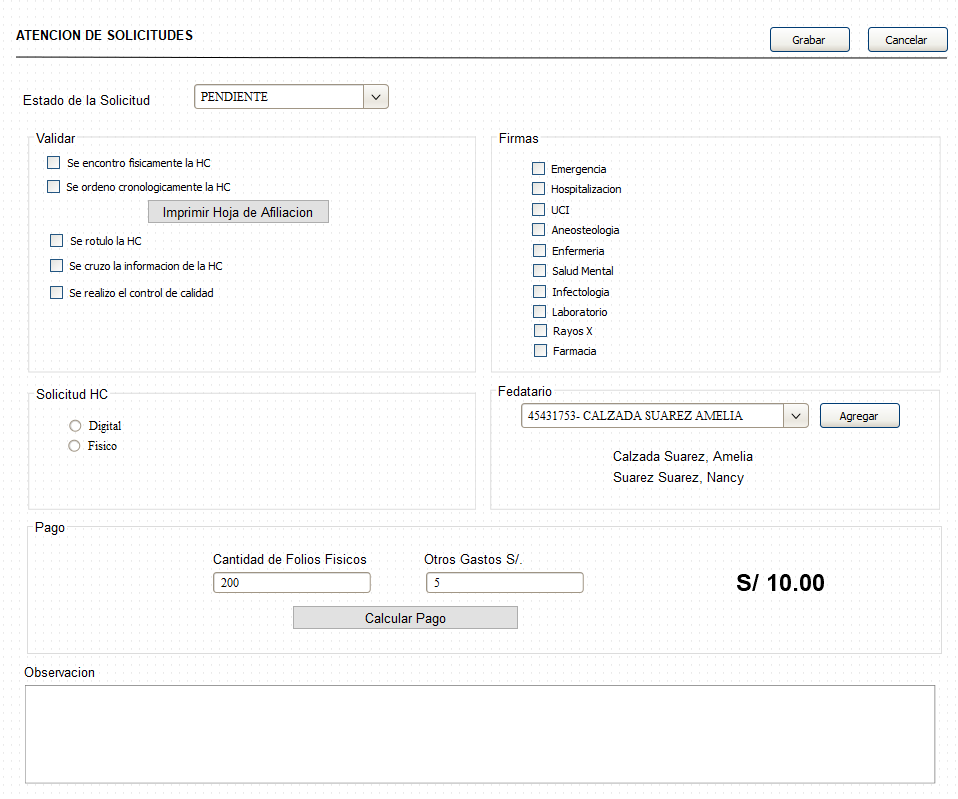 ATENCION DE SOLICITUDES
Grabar
Cancelar
Estado de la Solicitud
PENDIENTE
Validar
Se encontro fisicamente la HC
Se ordeno cronologicamente la HC
Imprimir Hoja de Afiliacion
Se rotulo la HC
Se cruzo la informacion de la HC
Se realizo el control de calidad
Firmas
Emergencia
Hospitalizacion
UCI
Aneosteologia
Enfermeria
Salud Mental
Infectologia
Laboratorio
Rayos X
Farmacia
Solicitud HC
Digital
Fisico
Fedatario
45431753- CALZADA SUAREZ AMELIA
Agregar
Calzada Suarez, Amelia
Suarez Suarez, Nancy
Pago
Cantidad de Folios Fisicos
Otros Gastos S/.
200
5
S/ 10.00
Calcular Pago
Observacion